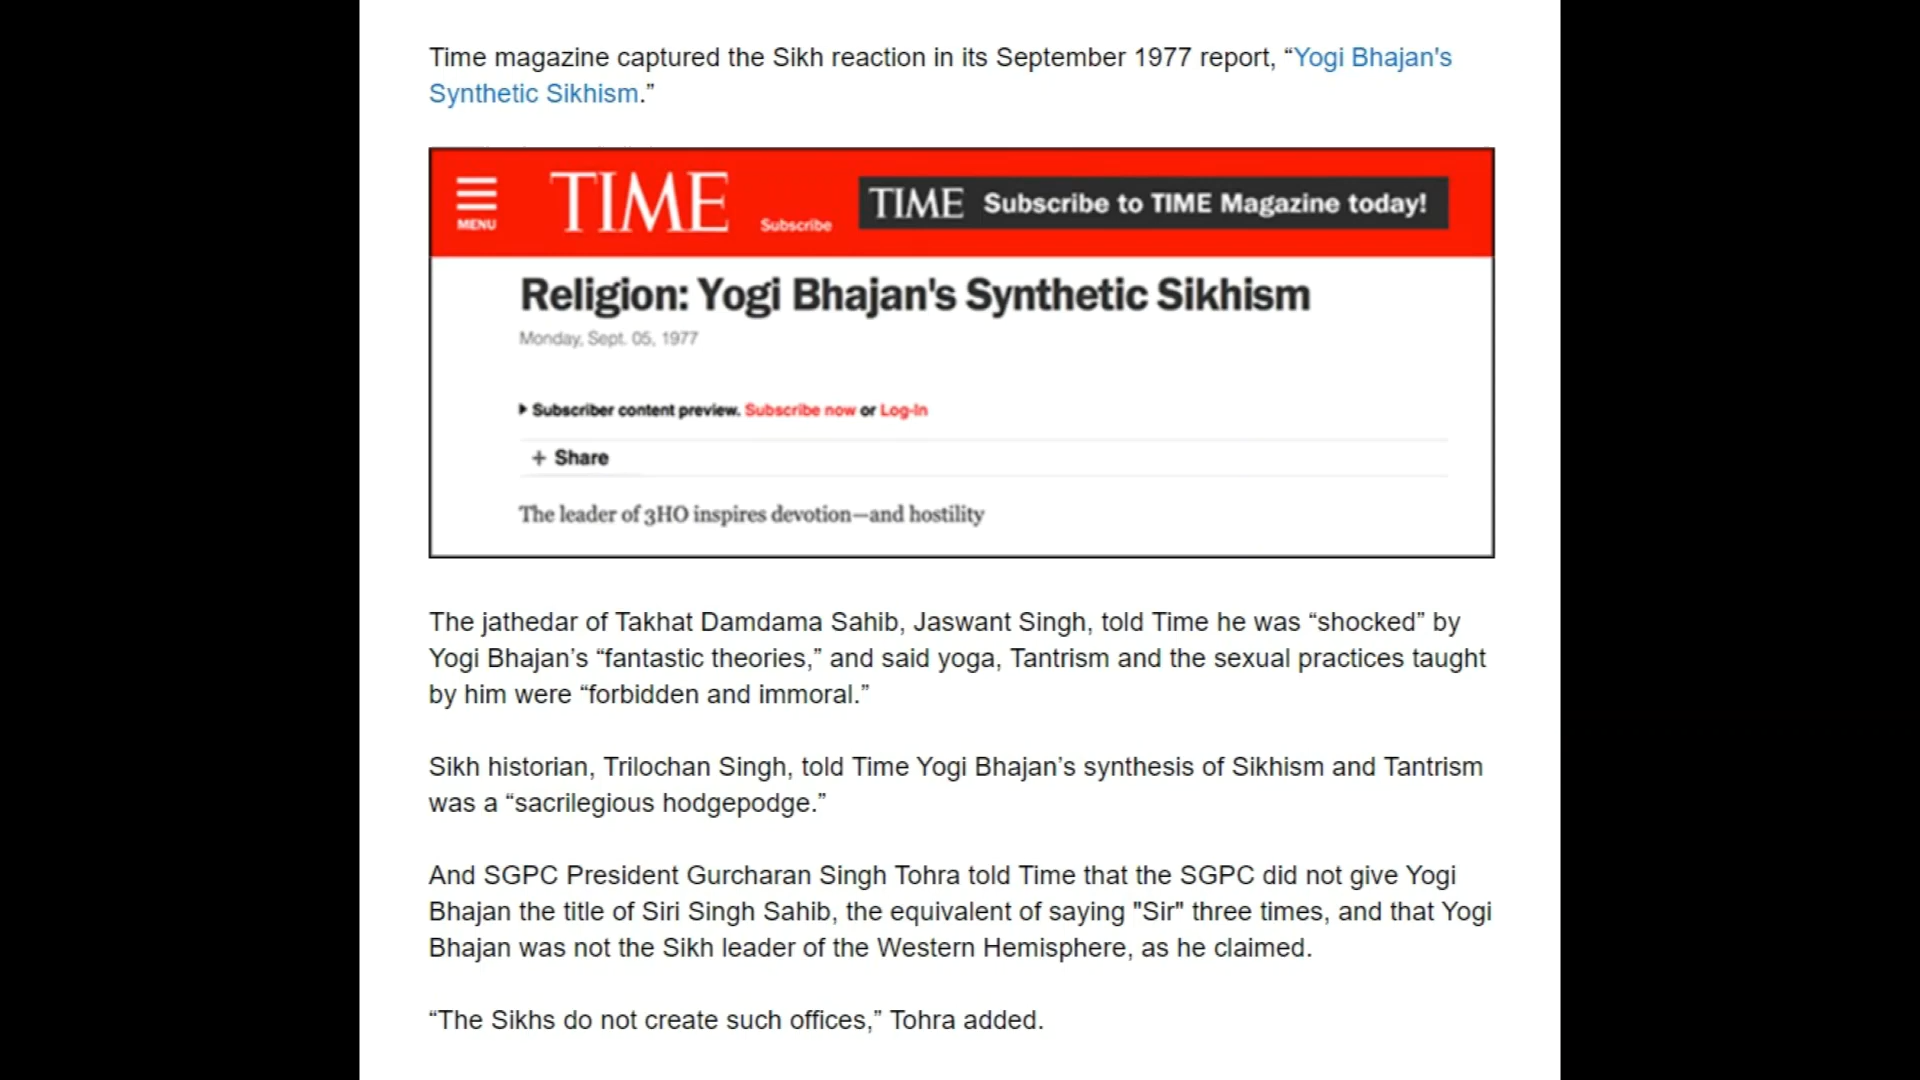 Time magazine captured the Sikh reaction in its September 1977 report, “Yogi Bhajan's
Synthetic Sikhism.”
MENU
TIME
Subscribe
TIME Subscribe to TIME Magazine today!
Religion: Yogi Bhajan's Synthetic Sikhism
Monday, Sept. 05, 1977
Subscriber content preview. Subscribe now or Log-In
+ Share
The leader of 3HO inspires devotion—and hostility
The jathedar of Takhat Damdama Sahib, Jaswant Singh, told Time he was “shocked” by
Yogi Bhajan’s “fantastic theories,” and said yoga, Tantrism and the sexual practices taught
by him were “forbidden and immoral.”
Sikh historian, Trilochan Singh, told Time Yogi Bhajan’s synthesis of Sikhism and Tantrism
was a “sacrilegious hodgepodge.”
And SGPC President Gurcharan Singh Tohra told Time that the SGPC did not give Yogi
Bhajan the title of Siri Singh Sahib, the equivalent of saying "Sir" three times, and that Yogi
Bhajan was not the Sikh leader of the Western Hemisphere, as he claimed.
“The Sikhs do not create such offices,” Tohra added.